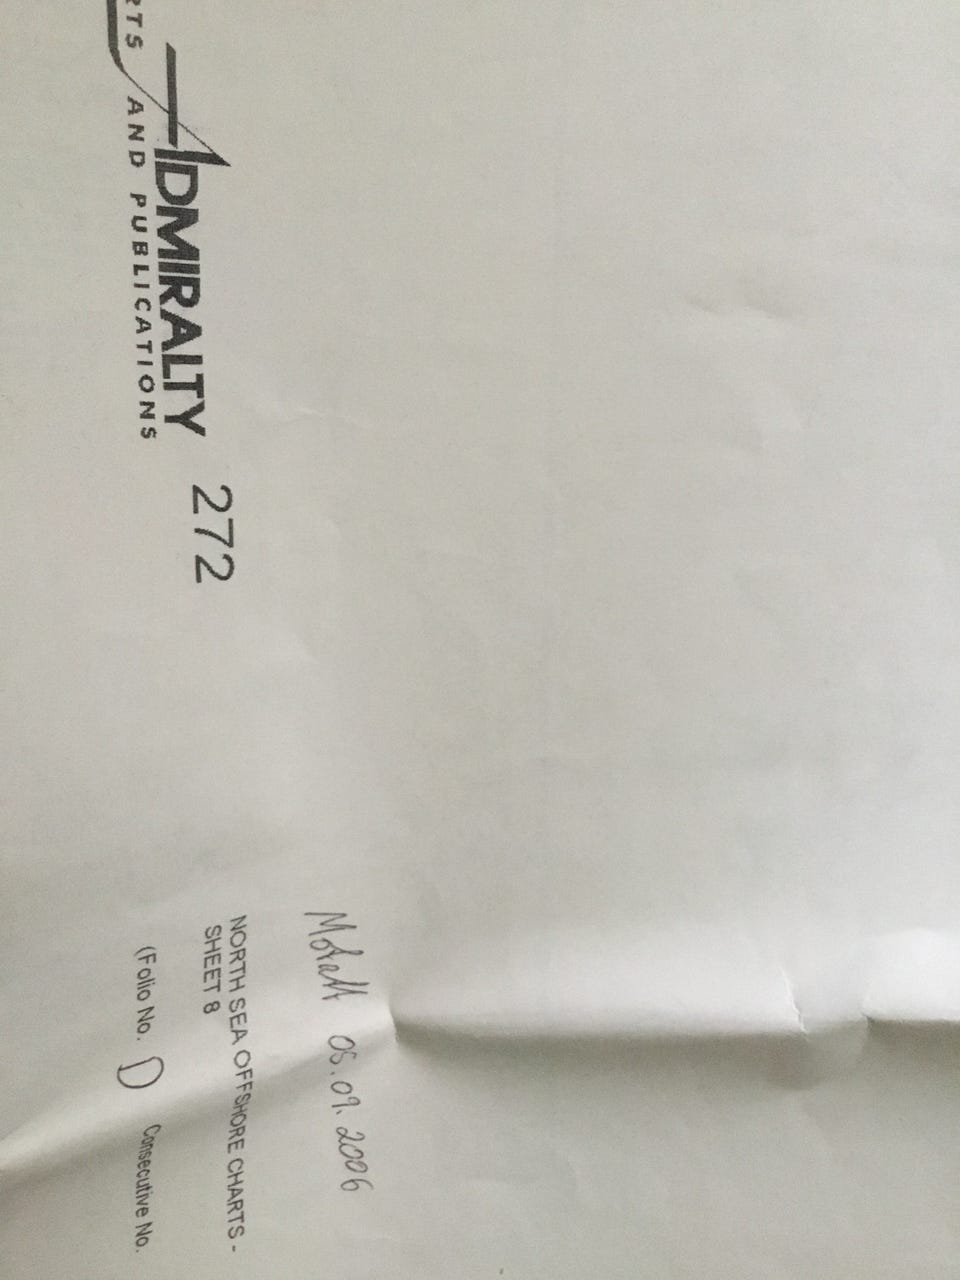 ADMIRALTY
RTS AND PUBLICATIONS
272
05.09.2006
NORTH SEA OFFSHORE CHARTS -
SHEET 8
(Folio No. D Consecutive No.